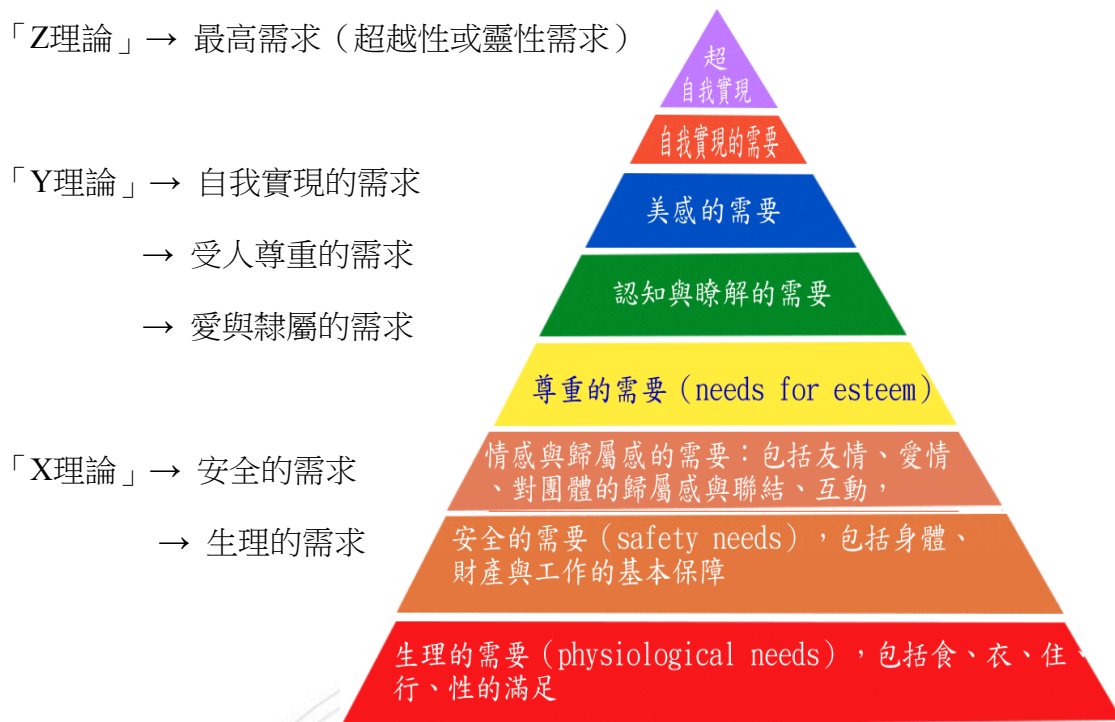 「Z理論」→ 最高需求（超越性或靈性需求）
「Y理論」→ 自我實現的需求
→ 受人尊重的需求
→ 愛與隸屬的需求
「X理論」→ 安全的需求
→ 生理的需求
超
自我實現
自我實現的需要
美感的需要
認知與瞭解的需要
尊重的需要（needs for esteem）
情感與歸屬感的需要：包括友情、愛情
、對團體的歸屬感與聯結、互動，
安全的需要（safety needs），包括身體、
財產與工作的基本保障
生理的需要（physiological needs），包括食、衣、住、
行、性的滿足